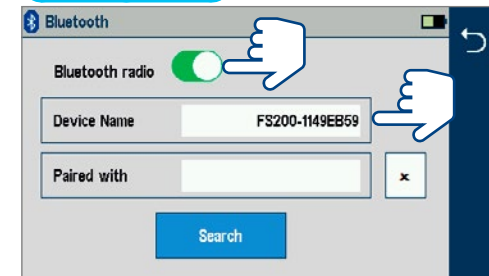 Bluetooth
Bluetooth radio
Device Name FS200-1149EB59
Paired with x
Search